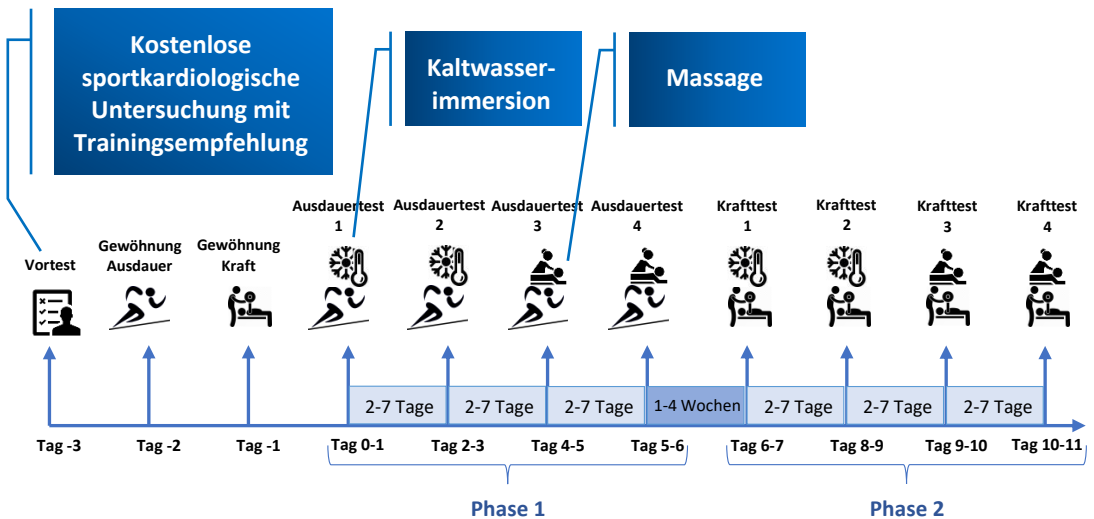 Kostenlose
sportkardiologische
Untersuchung mit
Trainingsempfehlung
Kaltwasser-
immersion
Massage
Vortest
Gewöhnung
Ausdauer
Gewöhnung
Kraft
Ausdauertest
1
Ausdauertest
2
Ausdauertest
3
Ausdauertest
4
Krafttest
1
Krafttest
2
Krafttest
3
Krafttest
4
2-7 Tage
2-7 Tage
2-7 Tage
1-4 Wochen
2-7 Tage
2-7 Tage
2-7 Tage
Tag -3
Tag -2
Tag -1
Tag 0-1
Tag 2-3
Tag 4-5
Tag 5-6
Tag 6-7
Tag 8-9
Tag 9-10
Tag 10-11
Phase 1
Phase 2